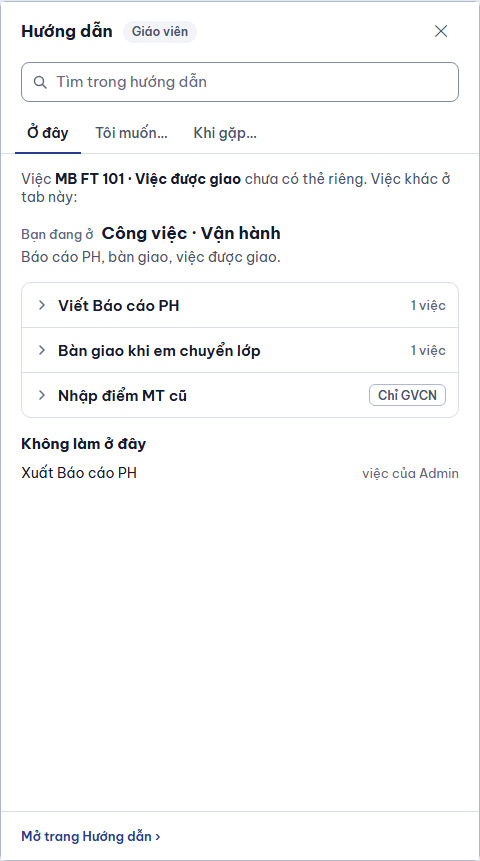 Hướng dẫn Giáo viên
Tìm trong hướng dẫn
Ở đây Tôi muốn... Khi gặp...
Việc MB FT 101 · Việc được giao chưa có thẻ riêng. Việc khác ở
tab này:
Bạn đang ở Công việc · Vận hành
Báo cáo PH, bàn giao, việc được giao.
Viết Báo cáo PH 1 việc
Bàn giao khi em chuyển lớp 1 việc
Nhập điểm MT cũ Chỉ GVCN
Không làm ở đây
Xuất Báo cáo PH việc của Admin
Mở trang Hướng dẫn ›